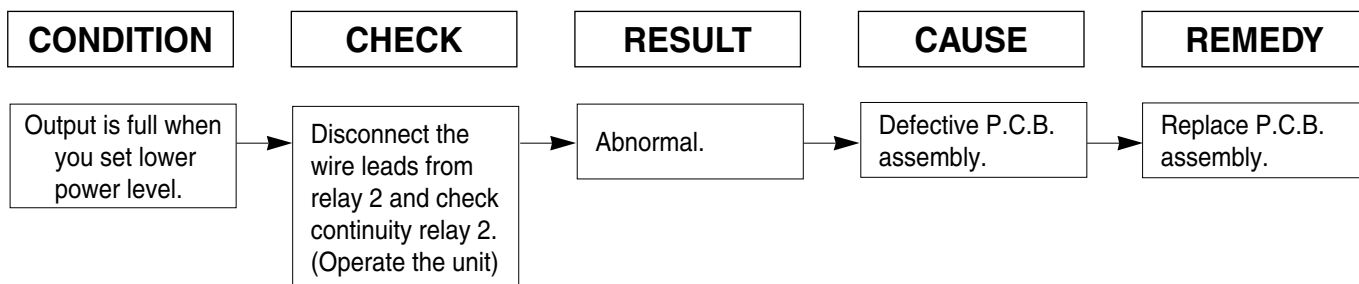 CONDITION
CHECK
RESULT
CAUSE
REMEDY
Output is full when
you set lower
power level.
Disconnect the
wire leads from
relay 2 and check
continuity relay 2.
(Operate the unit)
Abnormal.
Defective P.C.B.
assembly.
Replace P.C.B.
assembly.